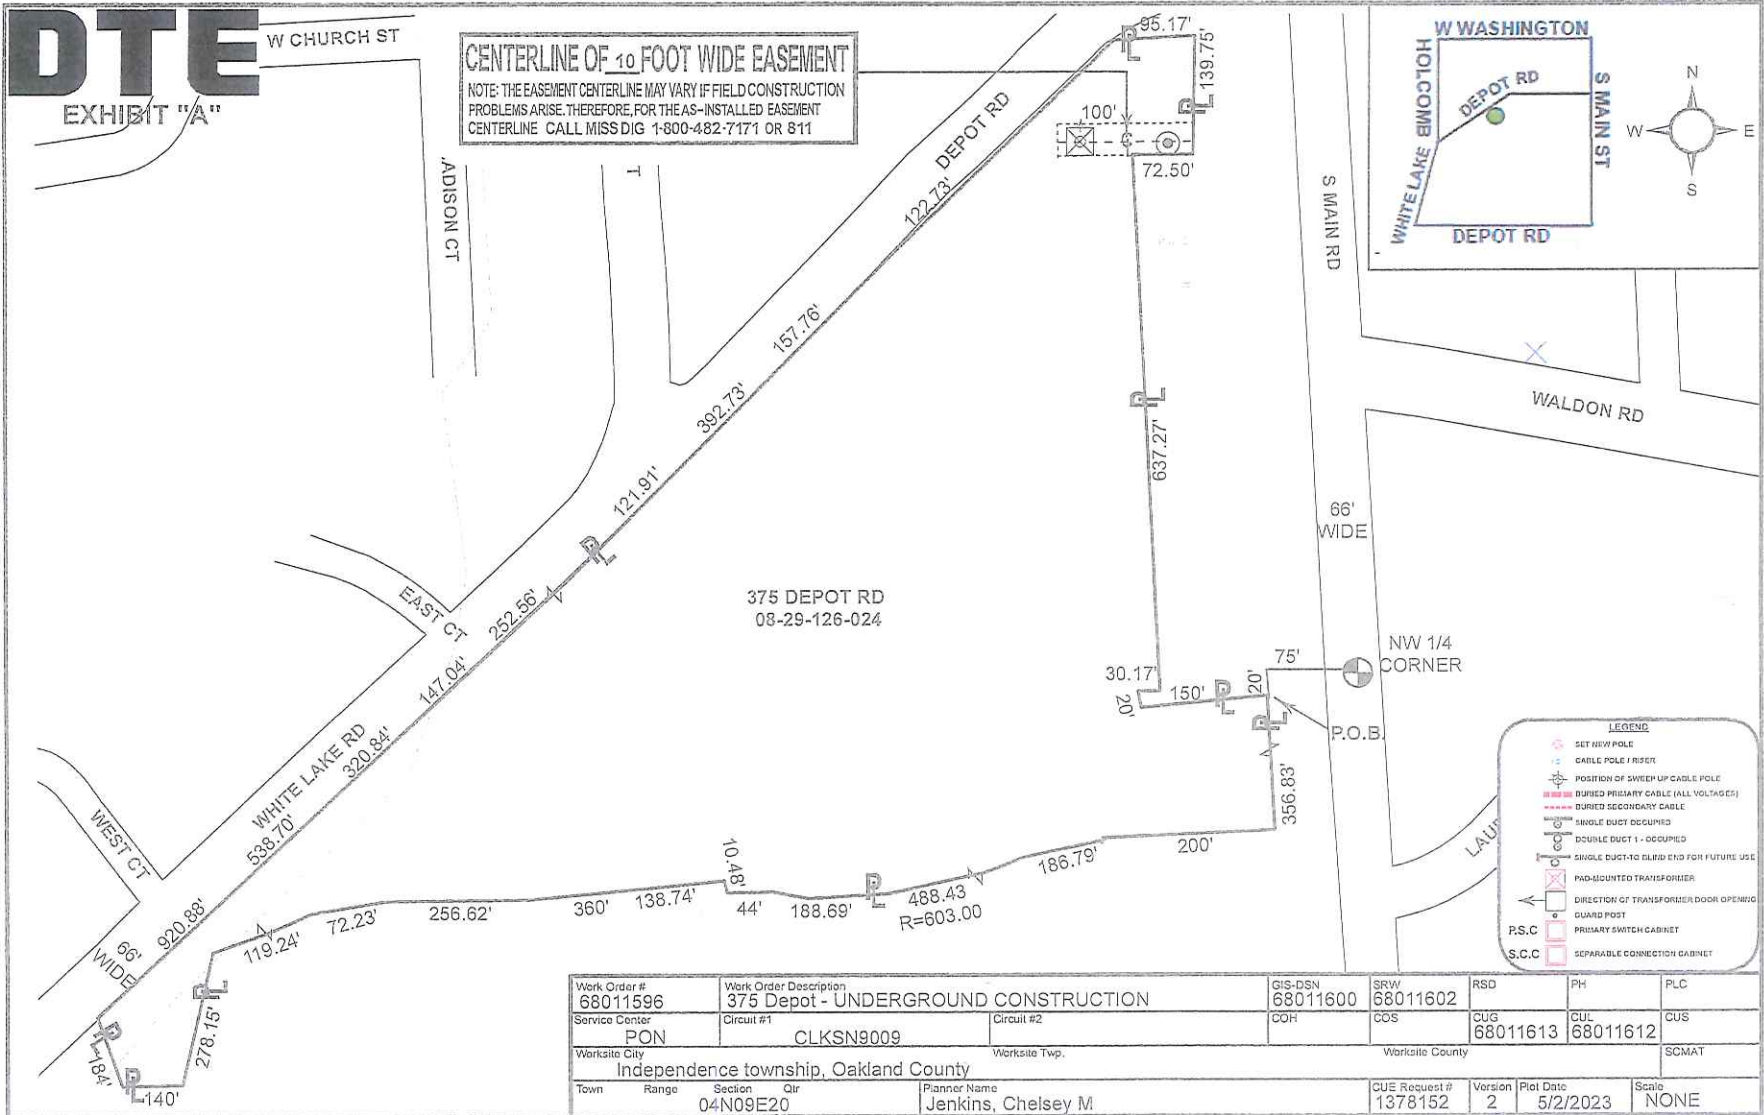 DTE
EXHIBIT "A"
W CHURCH ST
CENTERLINE OF 10 FOOT WIDE EASEMENT
NOTE: THE EASEMENT CENTERLINE MAY VARY IF FIELD CONSTRUCTION
PROBLEMS ARISE. THEREFORE, FOR THE AS-INSTALLED EASEMENT
CENTERLINE CALL MISS DIG 1-800-482-7171 OR 811
ADISON CT
T
DEPOT RD
95.17'
139.75'
100'
72.50'
122.73'
157.76'
392.73'
121.91'
252.56'
147.04'
320.84'
538.70'
920.88'
66'
WIDE
WHITE LAKE RD
EAST CT
WEST CT
S MAIN RD
W WASHINGTON
HOLCOMB
DEPOT RD
S MAIN ST
WHITE LAKE
DEPOT RD
N
W
E
S
WALDON RD
637.27'
66'
WIDE
375 DEPOT RD
08-29-126-024
NW 1/4
CORNER
75'
20'
30.17'
20'
150'
P.O.B.
356.83'
200'
186.79'
488.43
R=603.00
188.69'
44'
10.48'
138.74'
360'
256.62'
72.23'
119.24'
278.15'
184'
140'
PL
PL
PL
PL
PL
PL
PL
PL
PL
PL
LAUR
LEGEND
SET NEW POLE
CABLE POLE / RISER
POSITION OF SWEEP UP CABLE POLE
BURIED PRIMARY CABLE (ALL VOLTAGES)
BURIED SECONDARY CABLE
SINGLE DUCT OCCUPIED
DOUBLE DUCT 1 - OCCUPIED
SINGLE DUCT-TO BLIND END FOR FUTURE USE
PAD-MOUNTED TRANSFORMER
DIRECTION OF TRANSFORMER DOOR OPENING
GUARD POST
P.S.C PRIMARY SWITCH CABINET
S.C.C SEPARABLE CONNECTION CABINET
Work Order # Work Order Description GIS-DSN SRW RSD PH PLC
68011596 375 Depot - UNDERGROUND CONSTRUCTION 68011600 68011602
Service Center Circuit #1 Circuit #2 COH COS CUG CUL CUS
PON CLKSN9009 68011613 68011612
Worksite City Worksite Twp. Worksite County SCMAT
Independence township, Oakland County
Town Range Section Qtr Planner Name CUE Request # Version Plot Date Scale
04N09E20 Jenkins, Chelsey M 1378152 2 5/2/2023 NONE